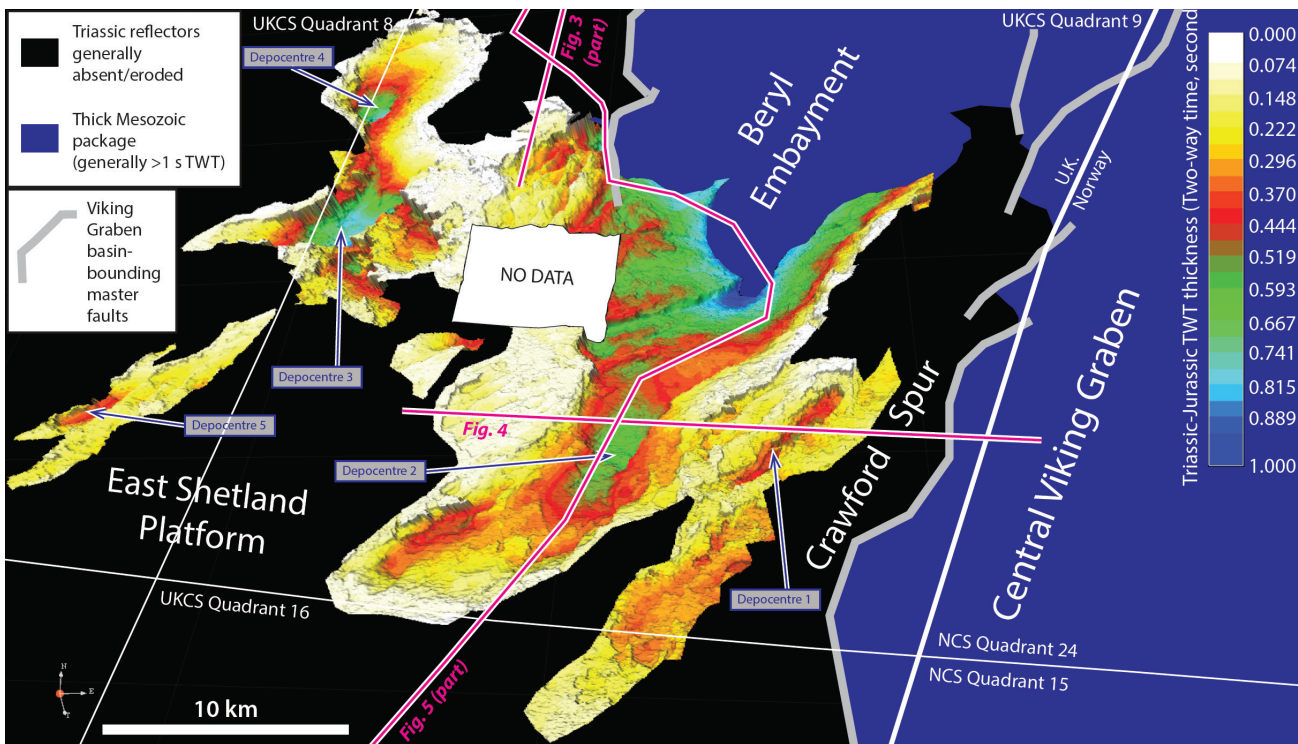 Triassic reflectors
generally
absent/eroded
Thick Mesozoic
package
(generally >1 s TWT)
Viking
Graben
basin-
bounding
master
faults
UKCS Quadrant 8
Depocentre 4
Fig. 3
(part)
UKCS Quadrant 9
Beryl
Embayment
U.K.
Norway
NO DATA
Depocentre 3
Depocentre 5
Fig. 4
Depocentre 2
East Shetland
Platform
Crawford Spur
Central Viking Graben
Depocentre 1
UKCS Quadrant 16
NCS Quadrant 24
NCS Quadrant 15
Fig. 5 (part)
10 km
N
E
T
Triassic-Jurassic TWT thickness (Two-way time, second
0.000
0.074
0.148
0.222
0.296
0.370
0.444
0.519
0.593
0.667
0.741
0.815
0.889
1.000